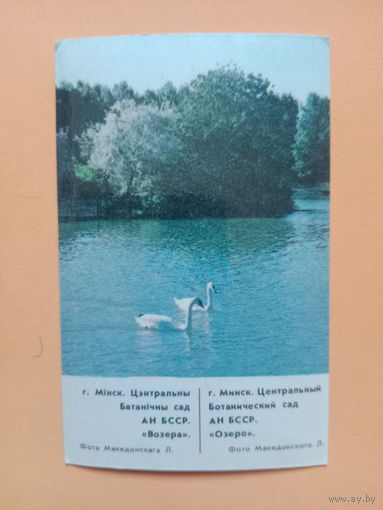 г. Мінск. Цэнтральны
Батанічны сад
АН БССР.
«Возера».
Фота Македонскага Л.
г. Минск. Центральный
Ботанический сад
АН БССР.
«Озеро».
Фото Македонского Л.
https://www.ay.by/